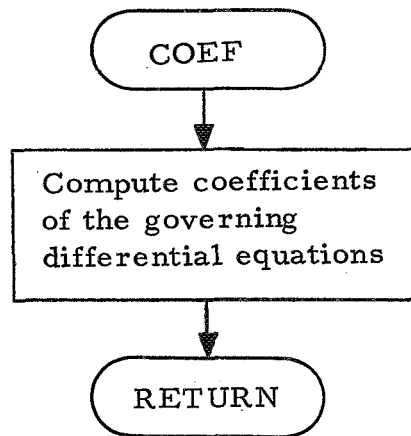 COEF
Compute coefficients
of the governing
differential equations
RETURN